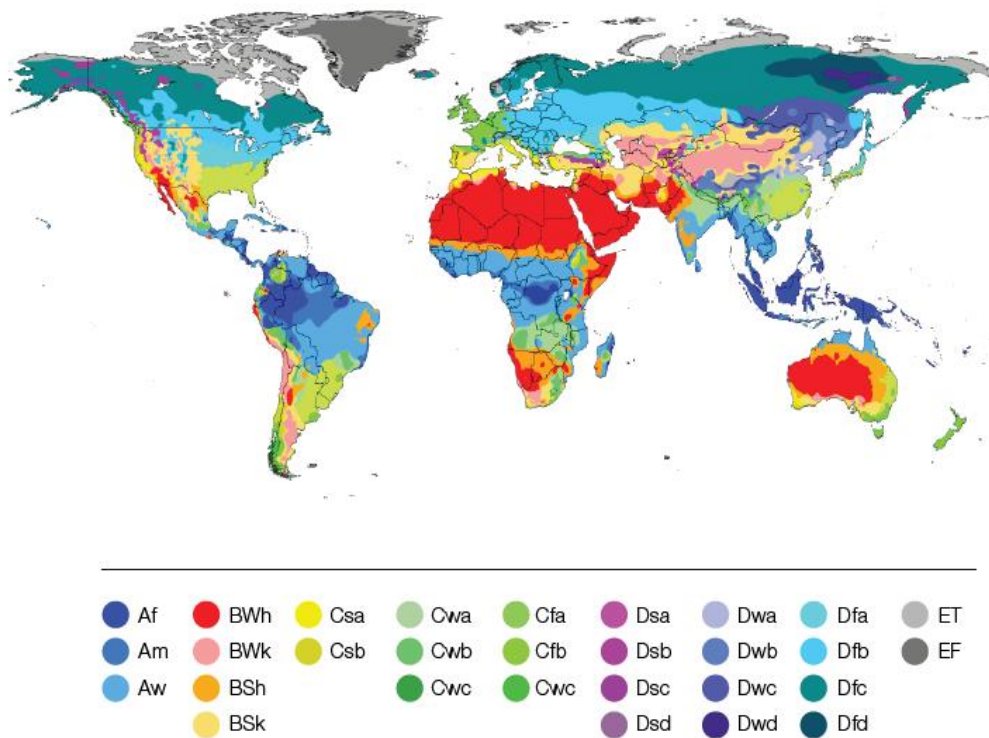 Af BWh Csa Cwa Cfa Dsa Dwa Dfa ET
Am BWk Csb Cwb Cfb Dsb Dwb Dfb EF
Aw BSh Cwc Cwc Dsc Dwc Dfc
BSk Dsd Dwd Dfd